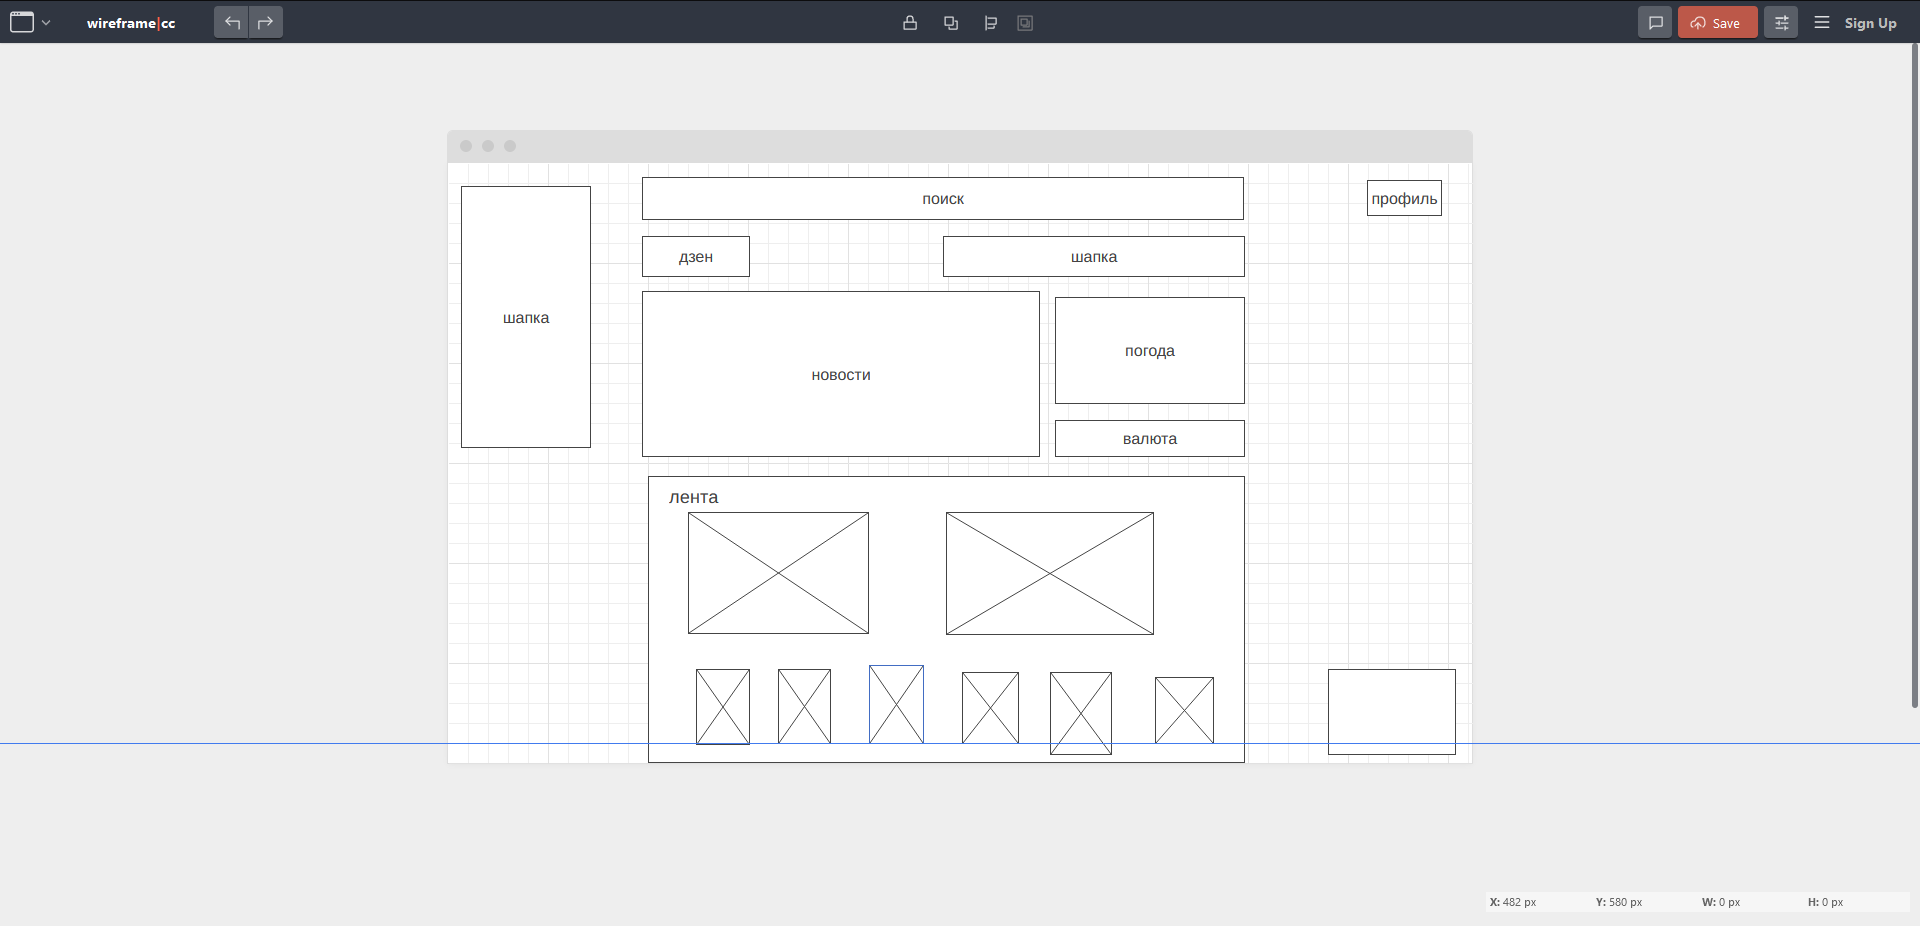 wireframe|cc
Save
Sign Up
поиск
профиль
дзен
шапка
шапка
новости
погода
валюта
лента
X: 482 px Y: 580 px W: 0 px H: 0 px